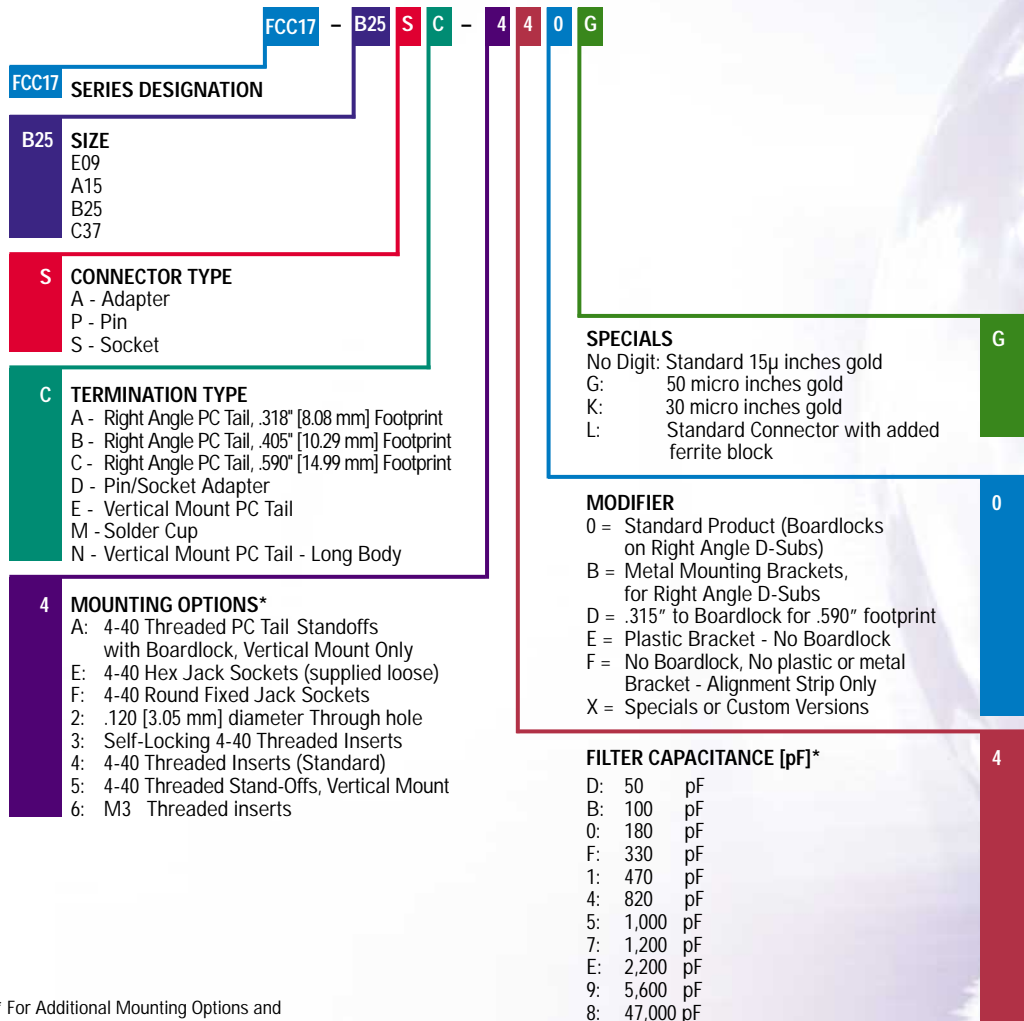 FCC17 – B25 S C – 4 4 0 G
FCC17 SERIES DESIGNATION
B25 SIZE
E09
A15
B25
C37
S CONNECTOR TYPE
A - Adapter
P - Pin
S - Socket
C TERMINATION TYPE
A - Right Angle PC Tail, .318" [8.08 mm] Footprint
B - Right Angle PC Tail, .405" [10.29 mm] Footprint
C - Right Angle PC Tail, .590" [14.99 mm] Footprint
D - Pin/Socket Adapter
E - Vertical Mount PC Tail
M - Solder Cup
N - Vertical Mount PC Tail - Long Body
4 MOUNTING OPTIONS*
A: 4-40 Threaded PC Tail Standoffs
with Boardlock, Vertical Mount Only
E: 4-40 Hex Jack Sockets (supplied loose)
F: 4-40 Round Fixed Jack Sockets
2: .120 [3.05 mm] diameter Through hole
3: Self-Locking 4-40 Threaded Inserts
4: 4-40 Threaded Inserts (Standard)
5: 4-40 Threaded Stand-Offs, Vertical Mount
6: M3 Threaded inserts
* For Additional Mounting Options and
SPECIALS G
No Digit: Standard 15µ inches gold
G: 50 micro inches gold
K: 30 micro inches gold
L: Standard Connector with added
ferrite block
MODIFIER 0
0 = Standard Product (Boardlocks
on Right Angle D-Subs)
B = Metal Mounting Brackets,
for Right Angle D-Subs
D = .315″ to Boardlock for .590″ footprint
E = Plastic Bracket - No Boardlock
F = No Boardlock, No plastic or metal
Bracket - Alignment Strip Only
X = Specials or Custom Versions
FILTER CAPACITANCE [pF]* 4
D: 50 pF
B: 100 pF
0: 180 pF
F: 330 pF
1: 470 pF
4: 820 pF
5: 1,000 pF
7: 1,200 pF
E: 2,200 pF
9: 5,600 pF
8: 47,000 pF